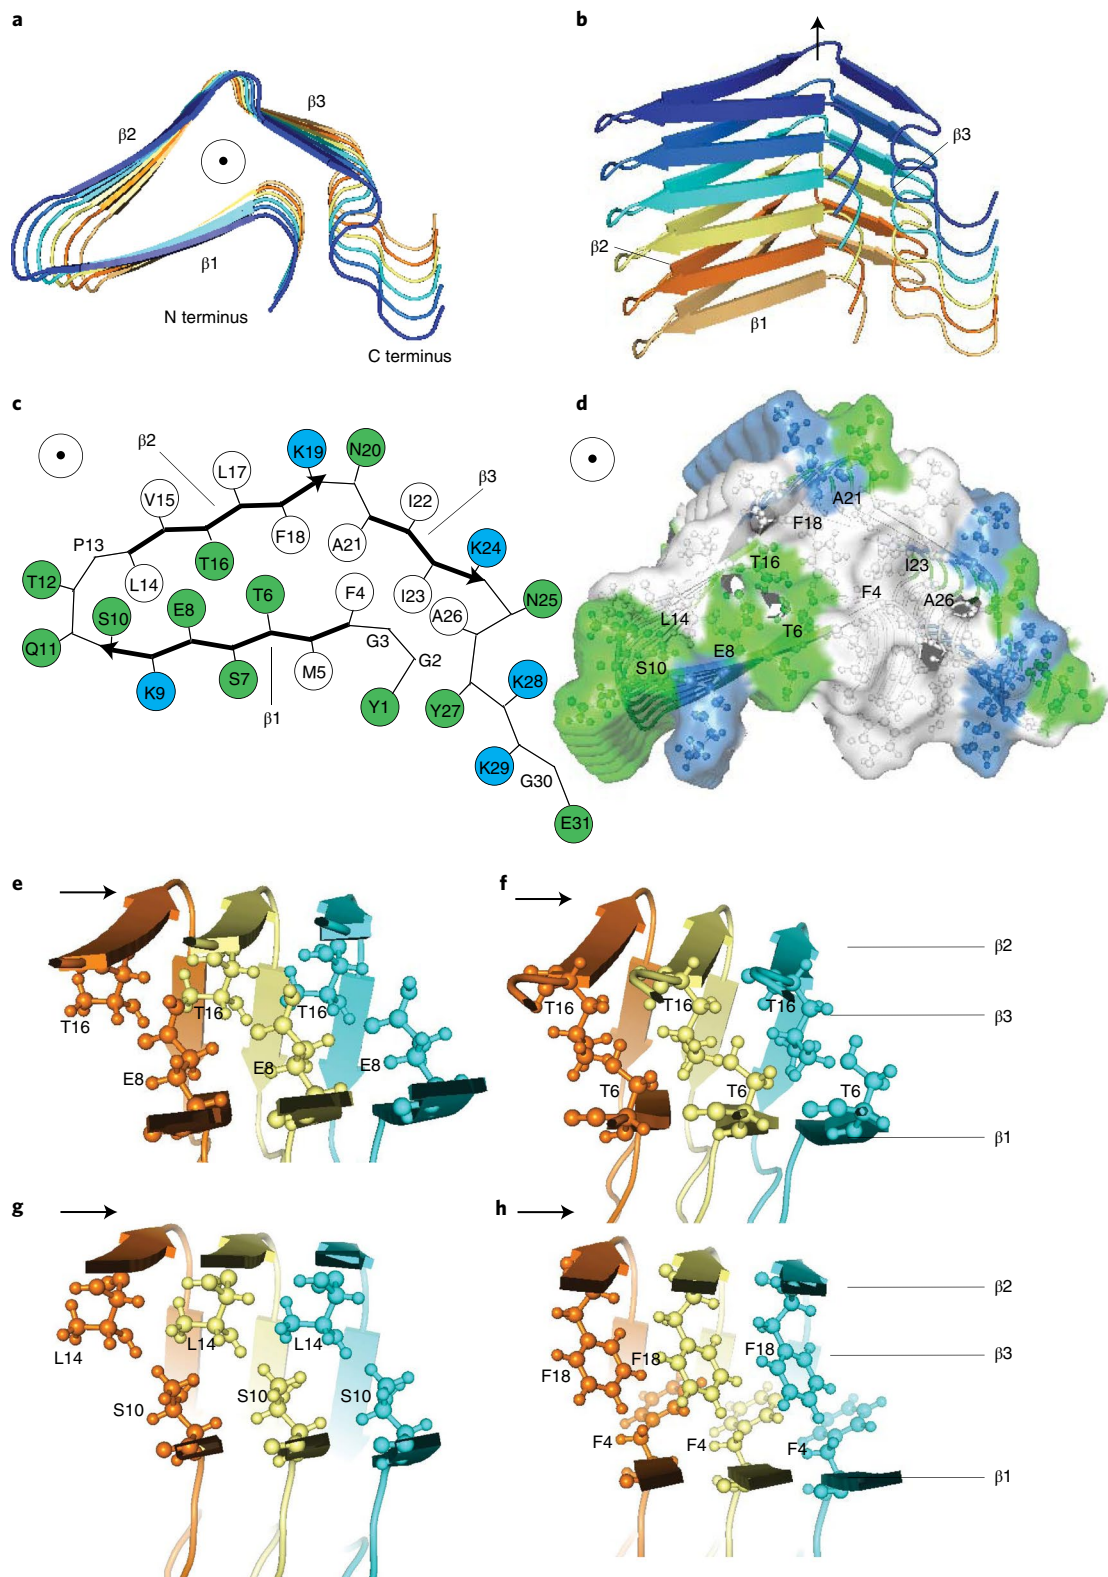 a
β3
β2
β1
N terminus
C terminus
b
β3
β2
β1
c
β2
K19
N20
L17
β3
V15
I22
F18
P13
A21
K24
T16
T12
L14
F4
I23
N25
E8
T6
A26
S10
G3
Q11
G2
M5
K28
K9
S7
Y1
Y27
β1
K29
G30
E31
d
A21
F18
T16
I23
F4
A26
L14
T6
E8
S10
e
T16
T16
T16
E8
E8
E8
f
β2
T16
T16
T16
β3
T6
T6
T6
β1
g
L14
L14
L14
S10
S10
S10
h
β2
F18
F18
F18
β3
F4
F4
F4
β1